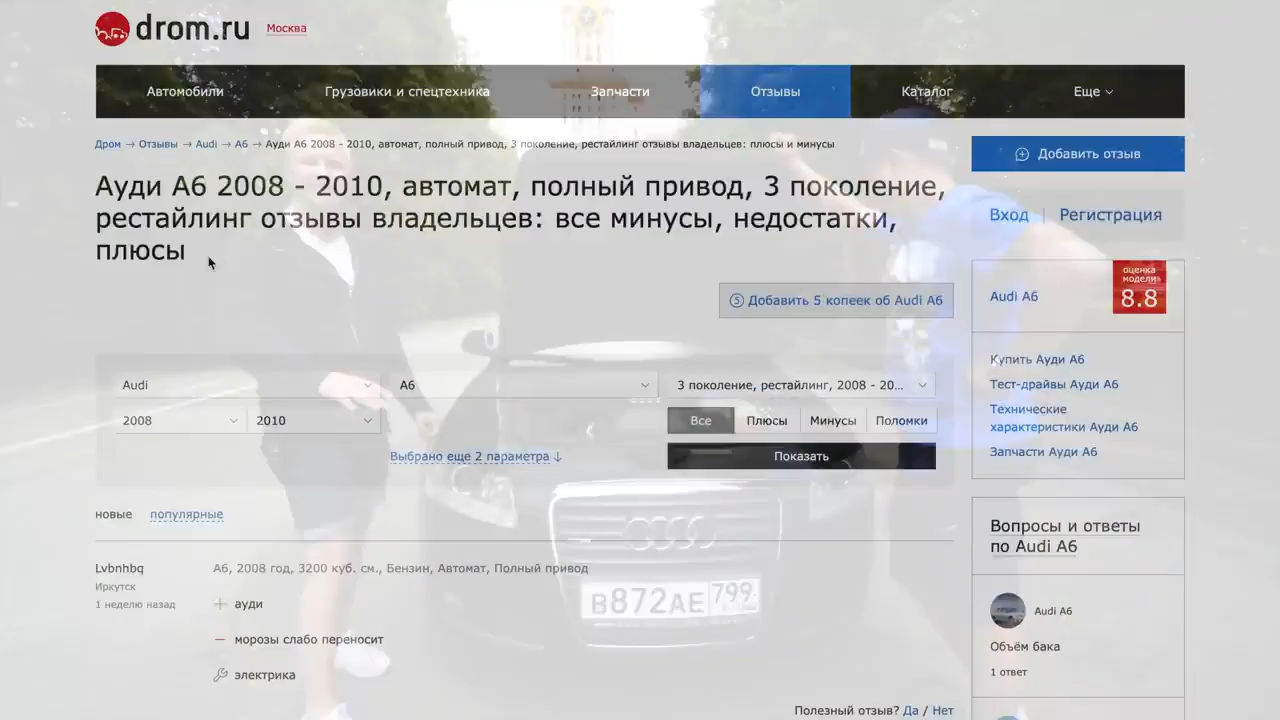 drom.ru
Москва
Автомобили
Грузовики и спецтехника
Запчасти
Отзывы
Каталог
Еще
Дром → Отзывы → Audi → A6 → Ауди А6 2008 - 2010, автомат, полный привод, 3 поколение, рестайлинг отзывы владельцев: плюсы и минусы
Ауди А6 2008 - 2010, автомат, полный привод, 3 поколение,
рестайлинг отзывы владельцев: все минусы, недостатки,
плюсы
Добавить отзыв
Вход | Регистрация
5 Добавить 5 копеек об Audi A6
Audi A6
оценка
модели
8.8
Купить Ауди А6
Тест-драйвы Ауди А6
Технические
характеристики Ауди А6
Запчасти Ауди А6
Audi
A6
3 поколение, рестайлинг, 2008 - 20...
2008
2010
Все
Плюсы
Минусы
Поломки
Выбрано еще 2 параметра ↓
Показать
новые
популярные
Lvbnhbq
Иркутск
1 неделю назад
A6, 2008 год, 3200 куб. см., Бензин, Автомат, Полный привод
+ ауди
− морозы слабо переносит
электрика
Полезный отзыв? Да / Нет
Вопросы и ответы
по Audi A6
Audi A6
Объём бака
1 ответ
В872АЕ 799